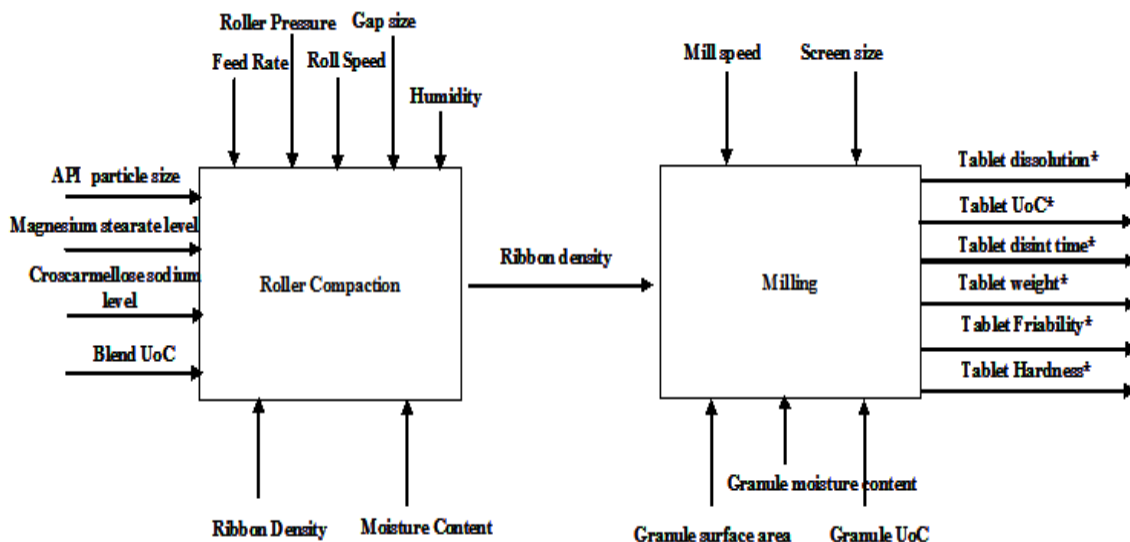 Roller Pressure
Gap size
Feed Rate
Roll Speed
Humidity
Mill speed
Screen size
API particle size
Magnesium stearate level
Croscarmellose sodium
level
Blend UoC
Roller Compaction
Ribbon density
Milling
Tablet dissolution*
Tablet UoC*
Tablet disint time*
Tablet weight*
Tablet Friability*
Tablet Hardness*
Ribbon Density
Moisture Content
Granule moisture content
Granule surface area
Granule UoC